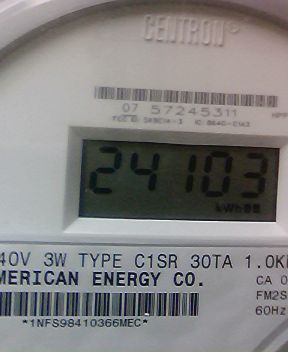 CENTRON
07 57245311
24103
kWh
40V 3W TYPE C1SR 30TA 1.0K
MERICAN ENERGY CO.
CA 0
FM2S
60Hz
*1NFS98410366MEC*